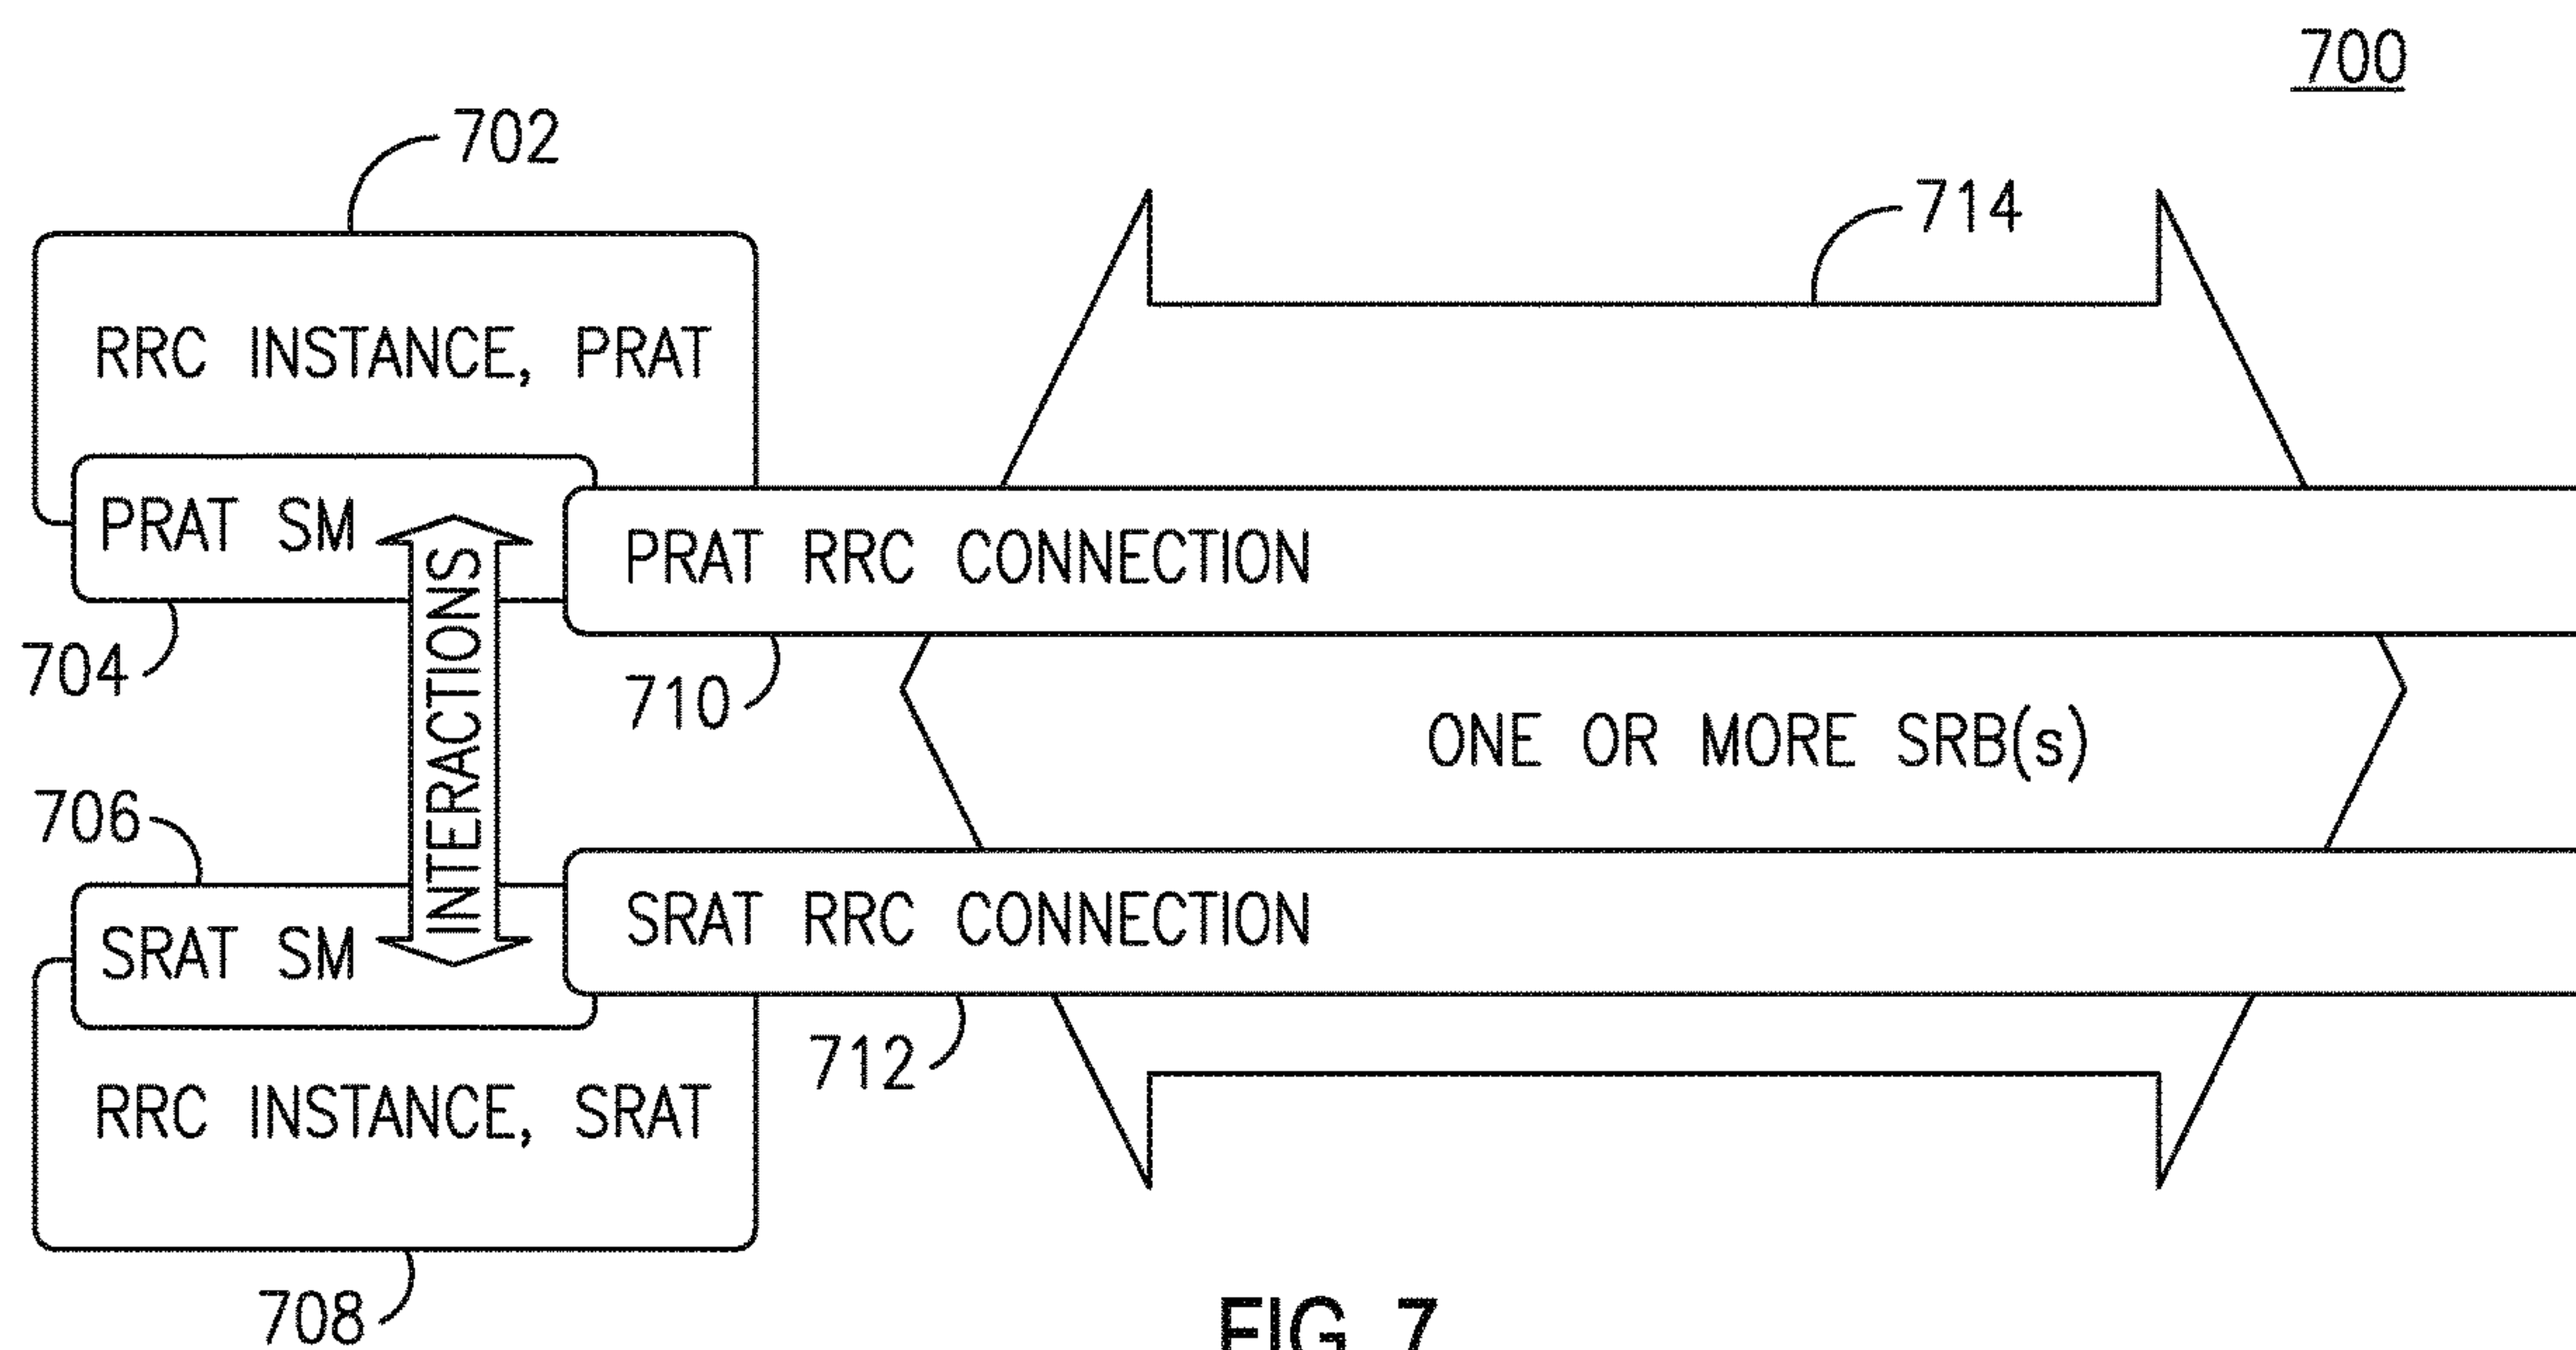 700
702
714
RRC INSTANCE, PRAT
PRAT SM
PRAT RRC CONNECTION
704
INTERACTIONS
710
ONE OR MORE SRB(s)
706
SRAT SM
SRAT RRC CONNECTION
712
RRC INSTANCE, SRAT
708
FIG. 7